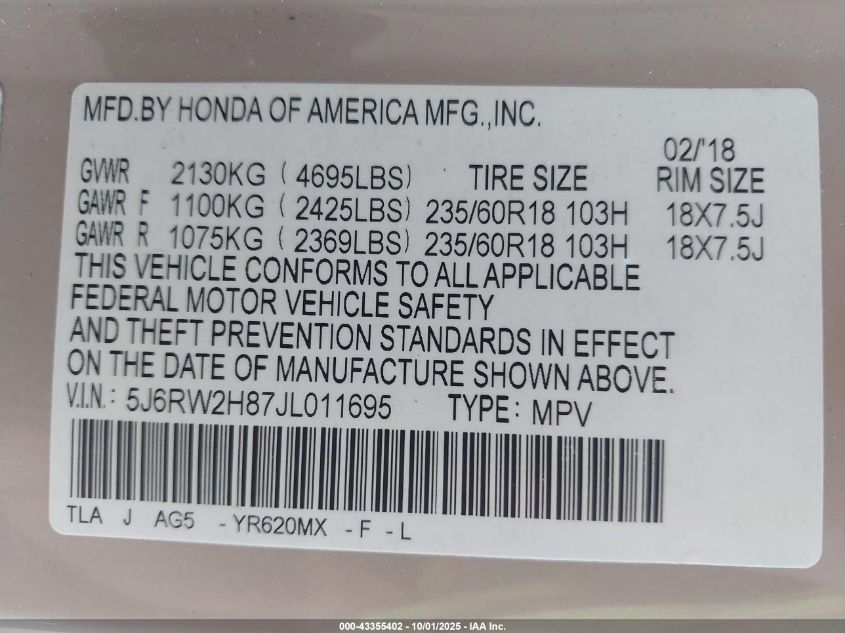 MFD.BY HONDA OF AMERICA MFG.,INC.
02/'18
GVWR 2130KG ( 4695LBS) TIRE SIZE RIM SIZE
GAWR F 1100KG ( 2425LBS) 235/60R18 103H 18X7.5J
GAWR R 1075KG ( 2369LBS) 235/60R18 103H 18X7.5J
THIS VEHICLE CONFORMS TO ALL APPLICABLE
FEDERAL MOTOR VEHICLE SAFETY
AND THEFT PREVENTION STANDARDS IN EFFECT
ON THE DATE OF MANUFACTURE SHOWN ABOVE.
V.I.N.: 5J6RW2H87JL011695 TYPE: MPV
TLA J AG5 -YR620MX -F -L
000-43355402 - 10/01/2025 - IAA Inc.